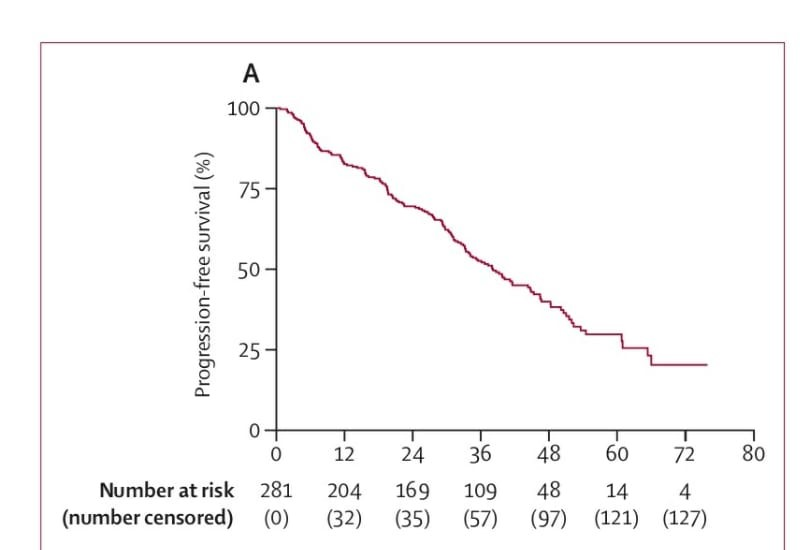 A
100
75
50
25
0
Progression-free survival (%)
0 12 24 36 48 60 72 80
Number at risk 281 204 169 109 48 14 4
(number censored) (0) (32) (35) (57) (97) (121) (127)